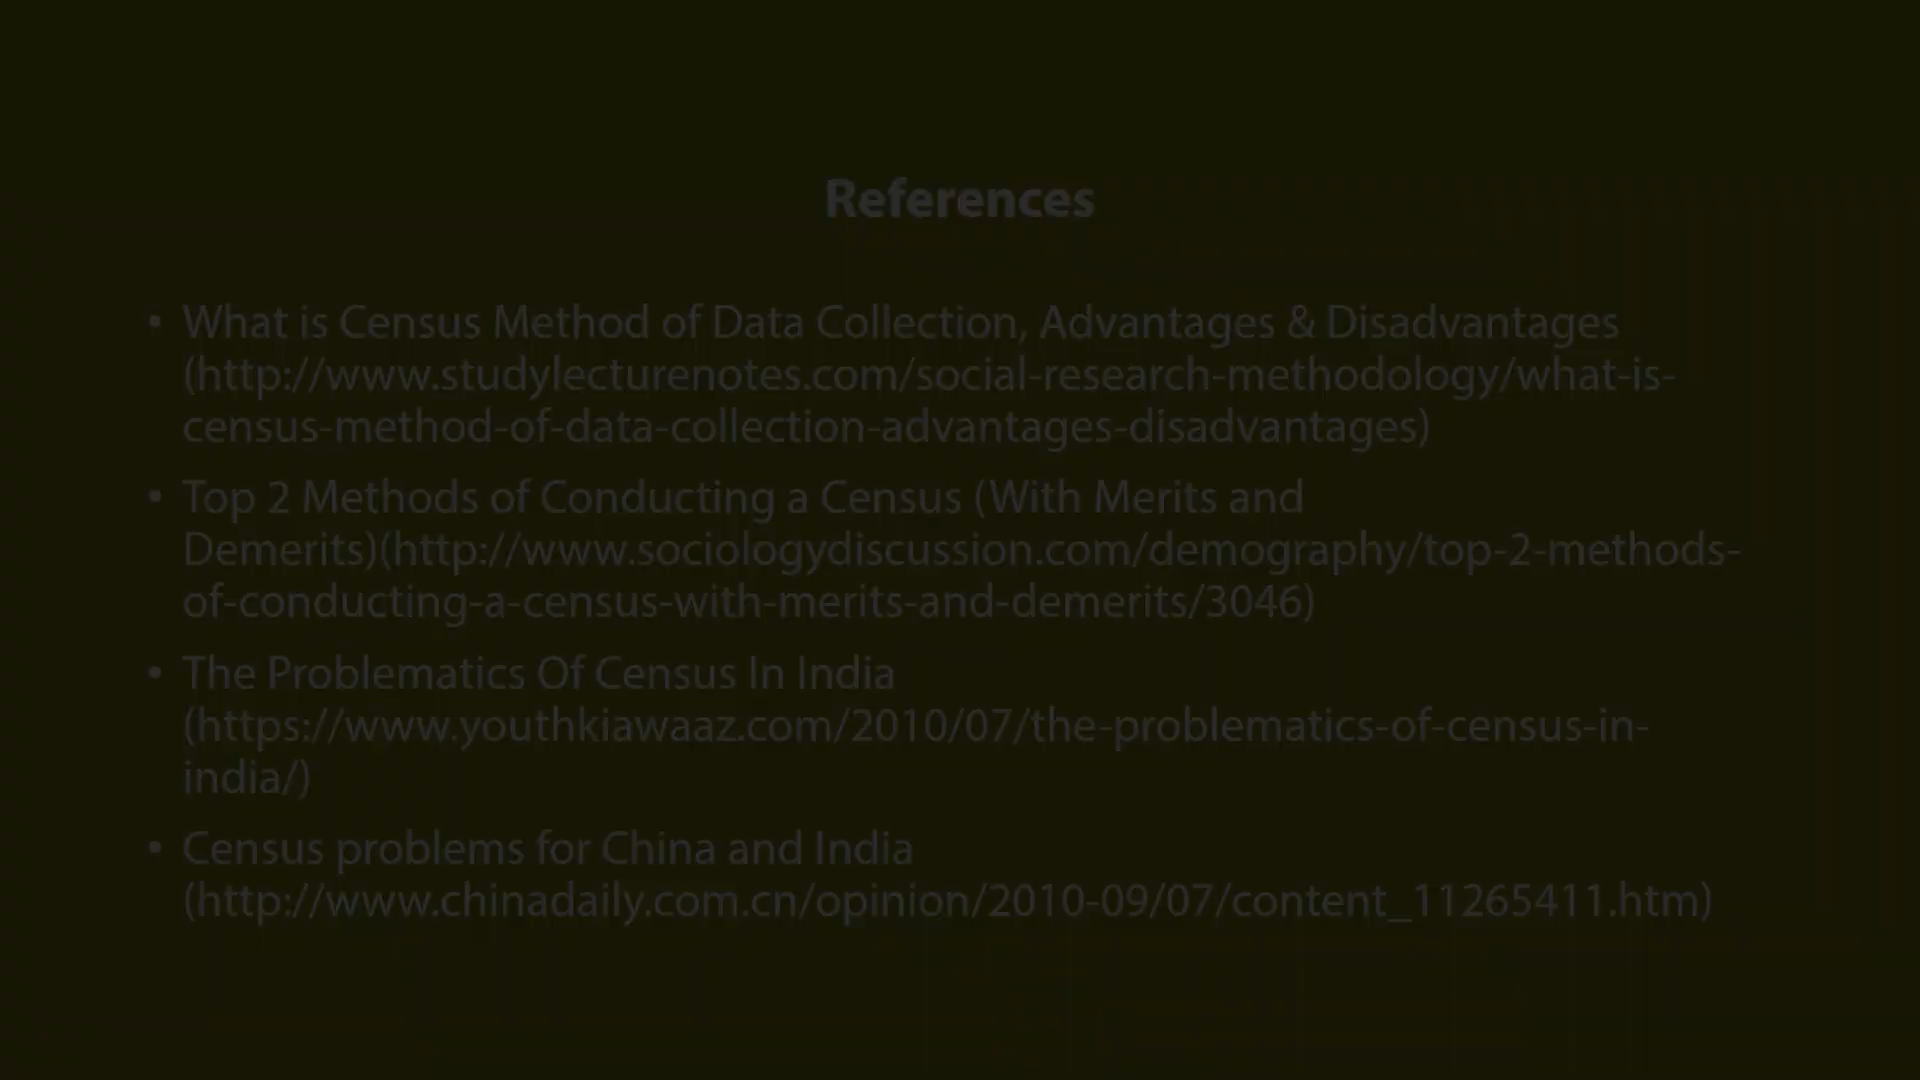 References
• What is Census Method of Data Collection, Advantages & Disadvantages
(http://www.studylecturenotes.com/social-research-methodology/what-is-
census-method-of-data-collection-advantages-disadvantages)
• Top 2 Methods of Conducting a Census (With Merits and
Demerits)(http://www.sociologydiscussion.com/demography/top-2-methods-
of-conducting-a-census-with-merits-and-demerits/3046)
• The Problematics Of Census In India
(https://www.youthkiawaaz.com/2010/07/the-problematics-of-census-in-
india/)
• Census problems for China and India
(http://www.chinadaily.com.cn/opinion/2010-09/07/content_11265411.htm)